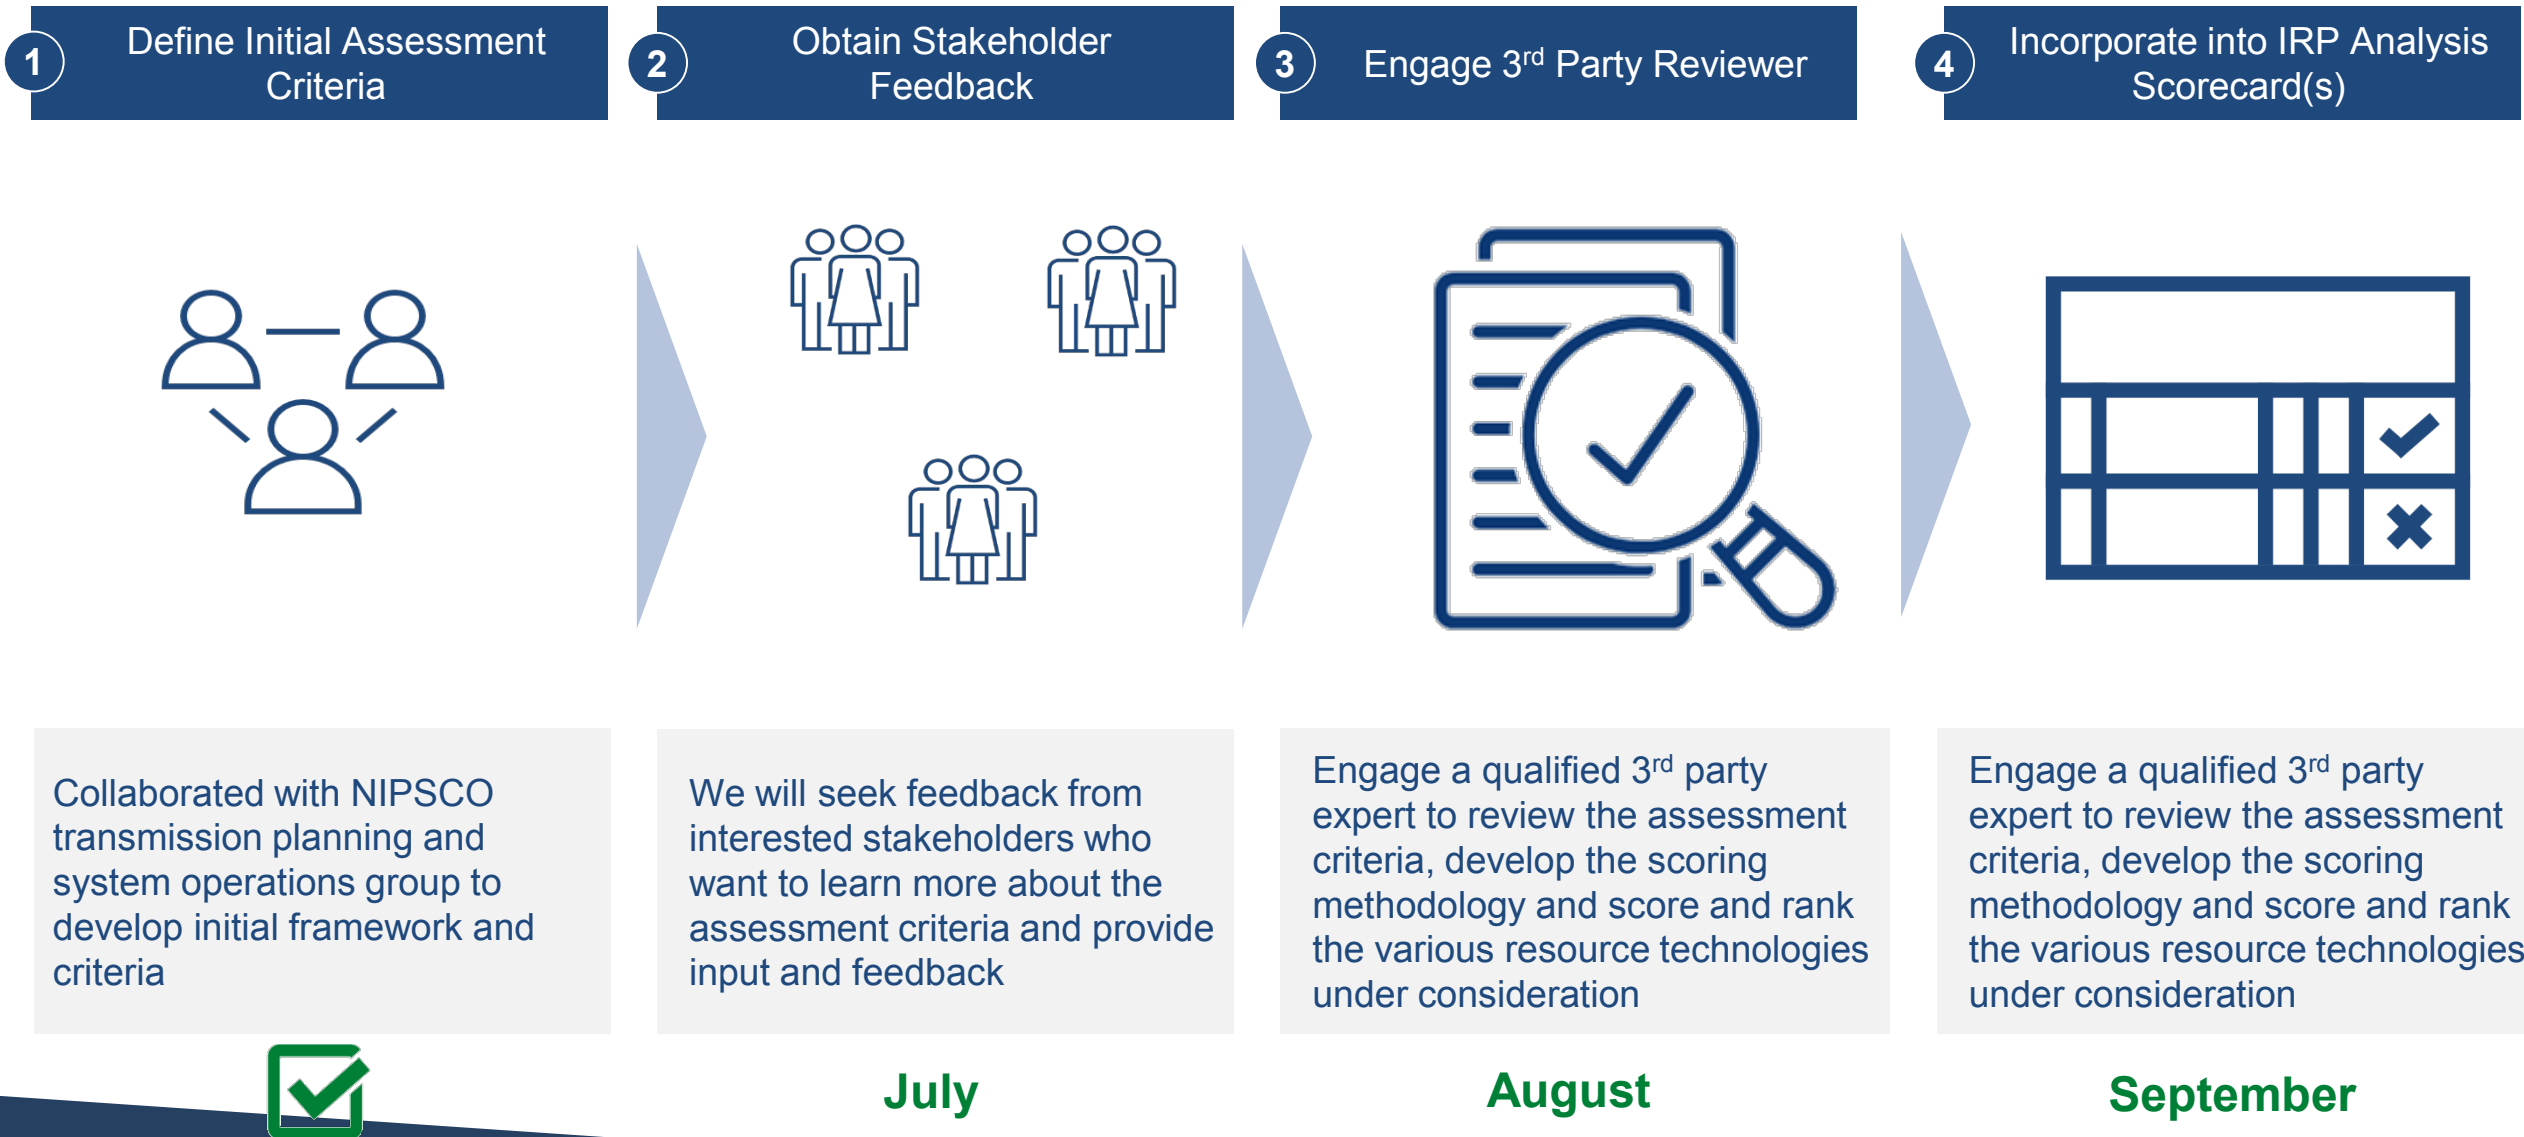 1
Define Initial Assessment
Criteria
2
Obtain Stakeholder
Feedback
3
Engage 3rd Party Reviewer
4
Incorporate into IRP Analysis
Scorecard(s)
Collaborated with NIPSCO
transmission planning and
system operations group to
develop initial framework and
criteria
We will seek feedback from
interested stakeholders who
want to learn more about the
assessment criteria and provide
input and feedback
Engage a qualified 3rd party
expert to review the assessment
criteria, develop the scoring
methodology and score and rank
the various resource technologies
under consideration
Engage a qualified 3rd party
expert to review the assessment
criteria, develop the scoring
methodology and score and rank
the various resource technologies
under consideration
July
August
September